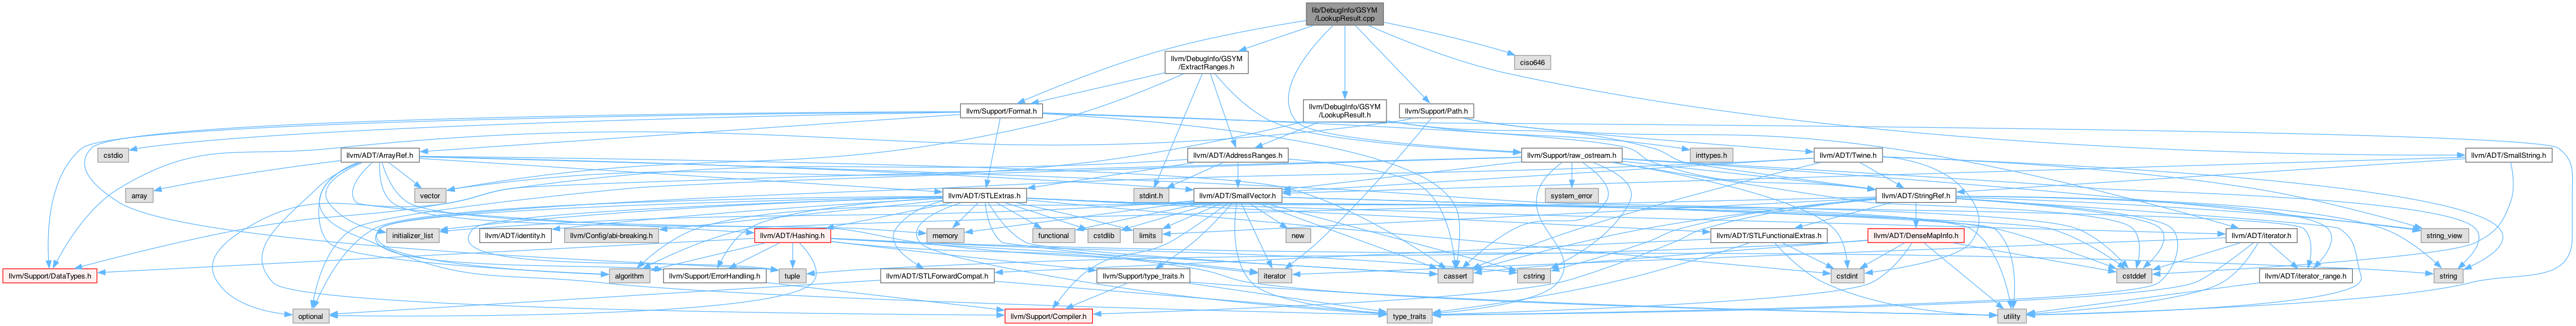 lib/DebugInfo/GSYM
/LookupResult.cpp
llvm/DebugInfo/GSYM
/ExtractRanges.h
ciso646
llvm/Support/Format.h
llvm/DebugInfo/GSYM
/LookupResult.h
llvm/Support/Path.h
cstdio
llvm/ADT/ArrayRef.h
llvm/ADT/AddressRanges.h
llvm/Support/raw_ostream.h
inttypes.h
llvm/ADT/Twine.h
llvm/ADT/SmallString.h
array
vector
llvm/ADT/STLExtras.h
stdint.h
llvm/ADT/SmallVector.h
system_error
llvm/ADT/StringRef.h
initializer_list
llvm/ADT/identity.h
llvm/Config/abi-breaking.h
llvm/ADT/Hashing.h
memory
functional
cstdlib
limits
new
llvm/ADT/STLFunctionalExtras.h
llvm/ADT/DenseMapInfo.h
llvm/ADT/iterator.h
string_view
llvm/Support/DataTypes.h
algorithm
llvm/Support/ErrorHandling.h
tuple
llvm/ADT/STLForwardCompat.h
llvm/Support/type_traits.h
iterator
cassert
cstring
cstdint
cstddef
llvm/ADT/iterator_range.h
string
optional
llvm/Support/Compiler.h
type_traits
utility